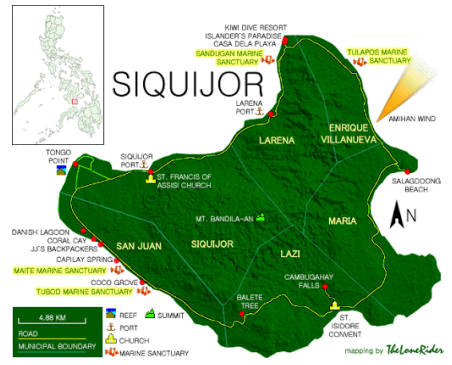 KIWI DIVE RESORT
ISLANDER'S PARADISE
CASA DELA PLAYA
SANDUGAN MARINE
SANCTUARY
TULAPOS MARINE
SANCTUARY
SIQUIJOR
LARENA
PORT
AMIHAN WIND
ENRIQUE
VILLANUEVA
LARENA
TONGO
POINT
SIQUIJOR
PORT
ST. FRANCIS OF
ASSISI CHURCH
SALAGDOONG
BEACH
N
MARIA
MT. BANDILA-AN
DANISH LAGOON
CORAL CAY
JJ'S BACKPACKERS
SAN JUAN
SIQUIJOR
LAZI
CAPILAY SPRING
MAITE MARINE SANCTUARY
CAMBUGAHAY
FALLS
COCO GROVE
TUBOD MARINE SANCTUARY
BALETE
TREE
ST.
ISIDORE
CONVENT
4.88 KM
ROAD
MUNICIPAL BOUNDARY
REEF
SUMMIT
PORT
CHURCH
MARINE SANCTUARY
mapping by TheLoneRider